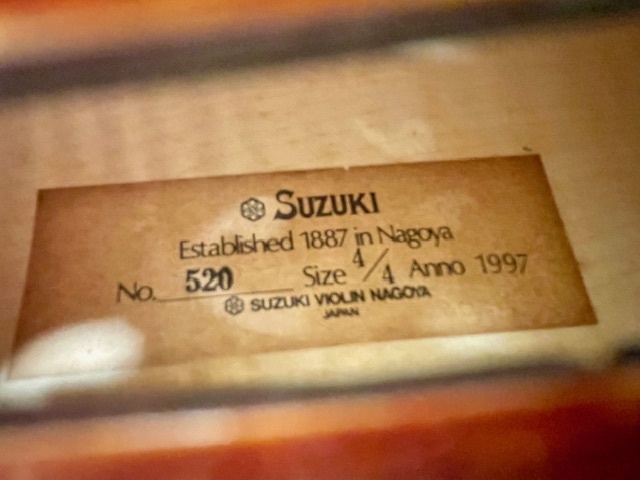 SUZUKI
Established 1887 in Nagoya
No. 520 Size 4/4 Anno 1997
SUZUKI VIOLIN NAGOYA
JAPAN